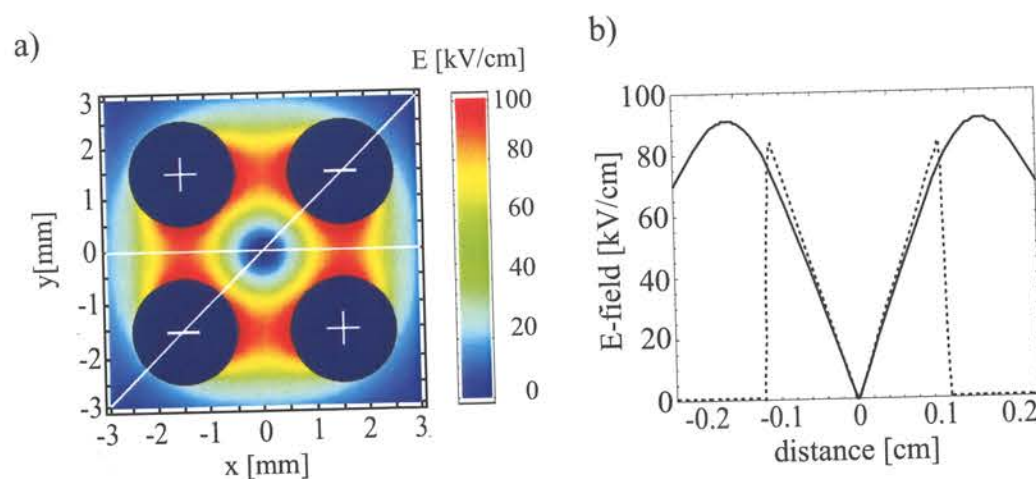 a)
E [kV/cm]
3
2
1
0
-1
-2
-3
y[mm]
-3 -2 -1 0 1 2 3
x [mm]
+ −
− +
100
80
60
40
20
0
b)
100
80
60
40
20
0
E-field [kV/cm]
-0.2 -0.1 0 0.1 0.2
distance [cm]